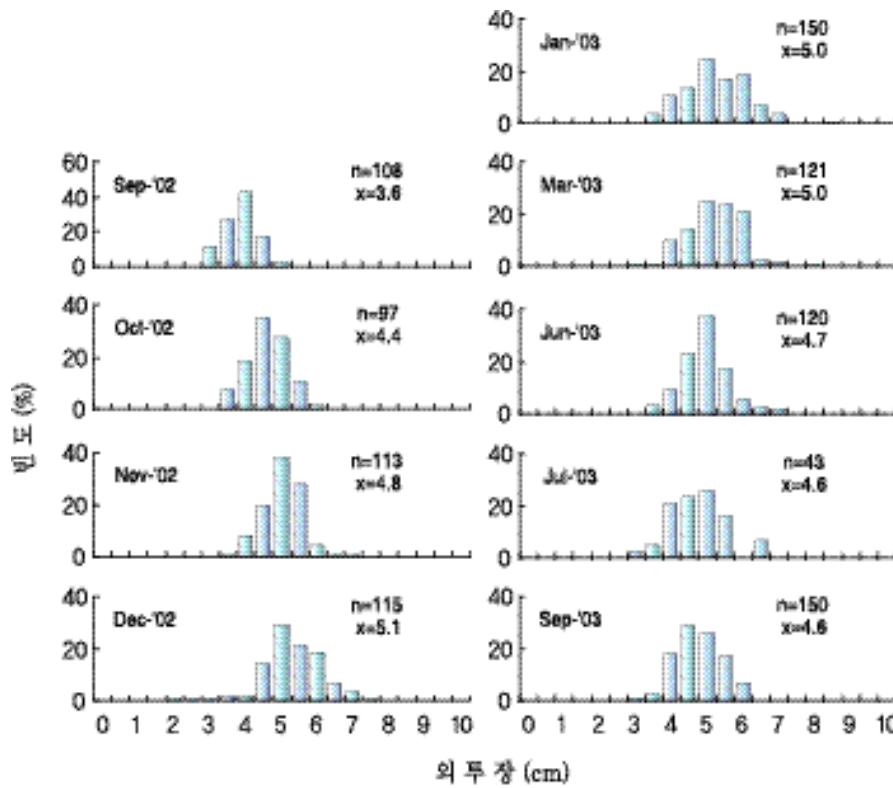 Jan-'03
n=150
x=5.0
40
20
0
Sep-'02
n=108
x=3.6
60
40
20
0
Mar-'03
n=121
x=5.0
40
20
0
Oct-'02
n=97
x=4.4
40
20
0
Jun-'03
n=120
x=4.7
40
20
0
Nov-'02
n=113
x=4.8
40
20
0
Jul-'03
n=43
x=4.6
40
20
0
Dec-'02
n=115
x=5.1
40
20
0
Sep-'03
n=150
x=4.6
40
20
0
0 1 2 3 4 5 6 7 8 9 10
0 1 2 3 4 5 6 7 8 9 10
빈 도 (%)
외 투 장 (cm)